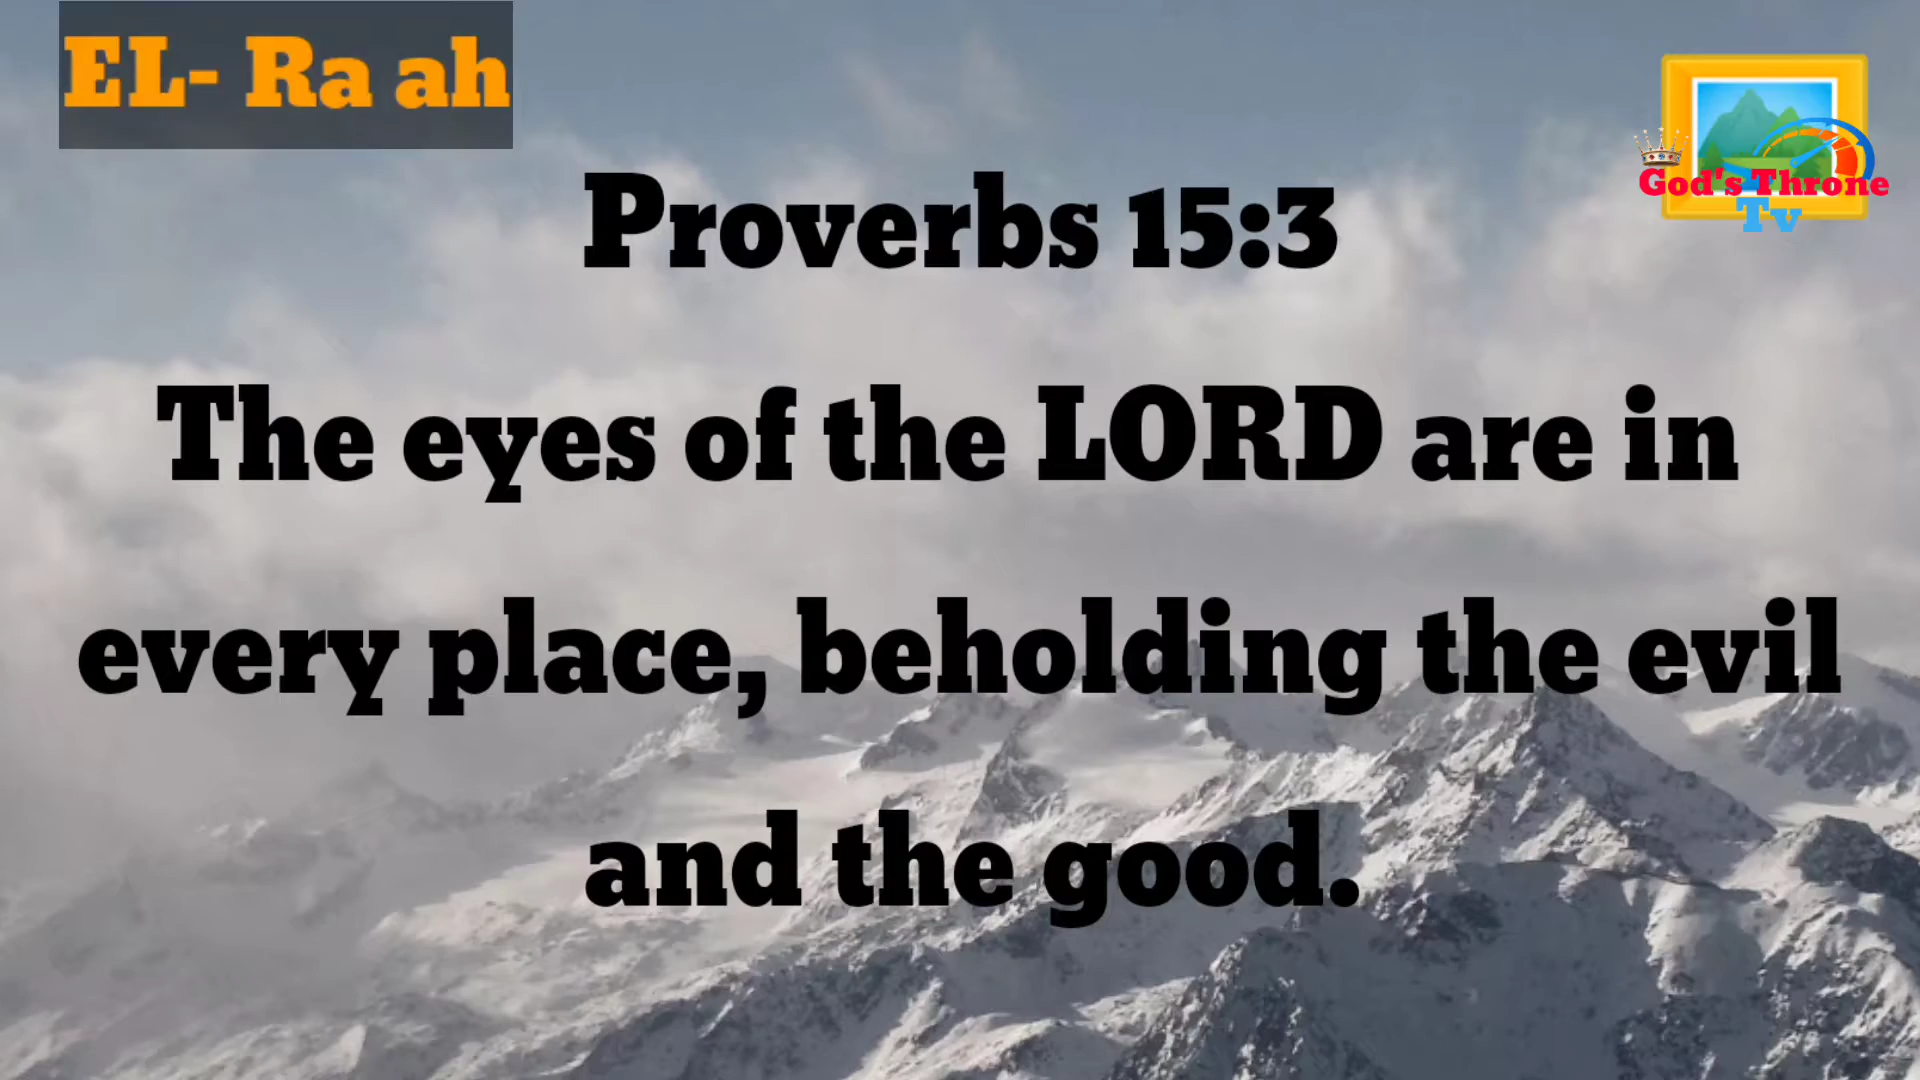 EL- Ra ah
God's Throne
Tv
Proverbs 15:3
The eyes of the LORD are in
every place, beholding the evil
and the good.